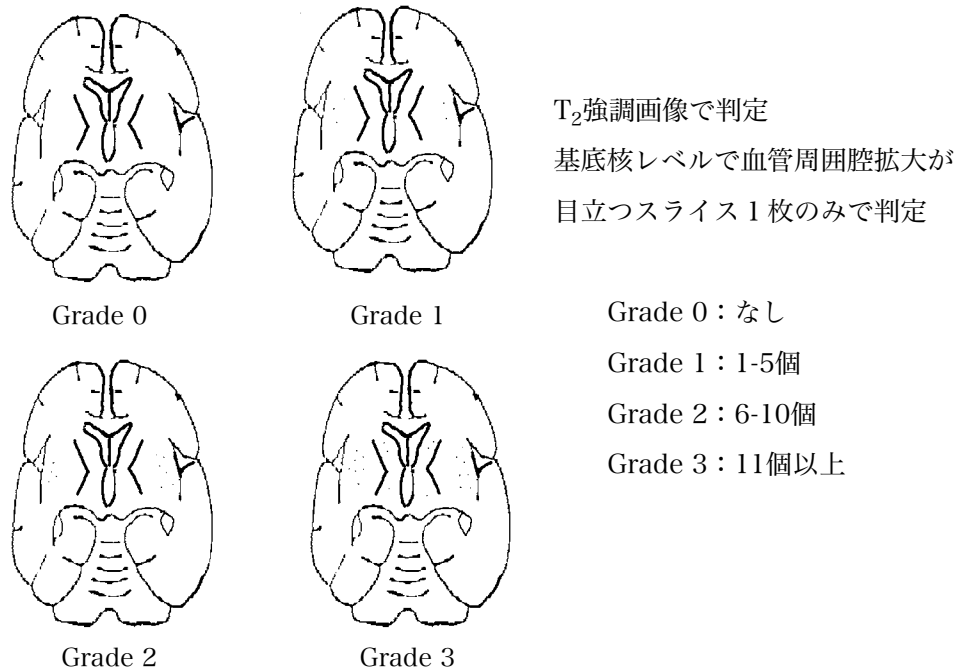 T₂強調画像で判定
基底核レベルで血管周囲腔拡大が
目立つスライス１枚のみで判定
Grade 0
Grade 1
Grade 0：なし
Grade 1：1-5個
Grade 2：6-10個
Grade 3：11個以上
Grade 2
Grade 3